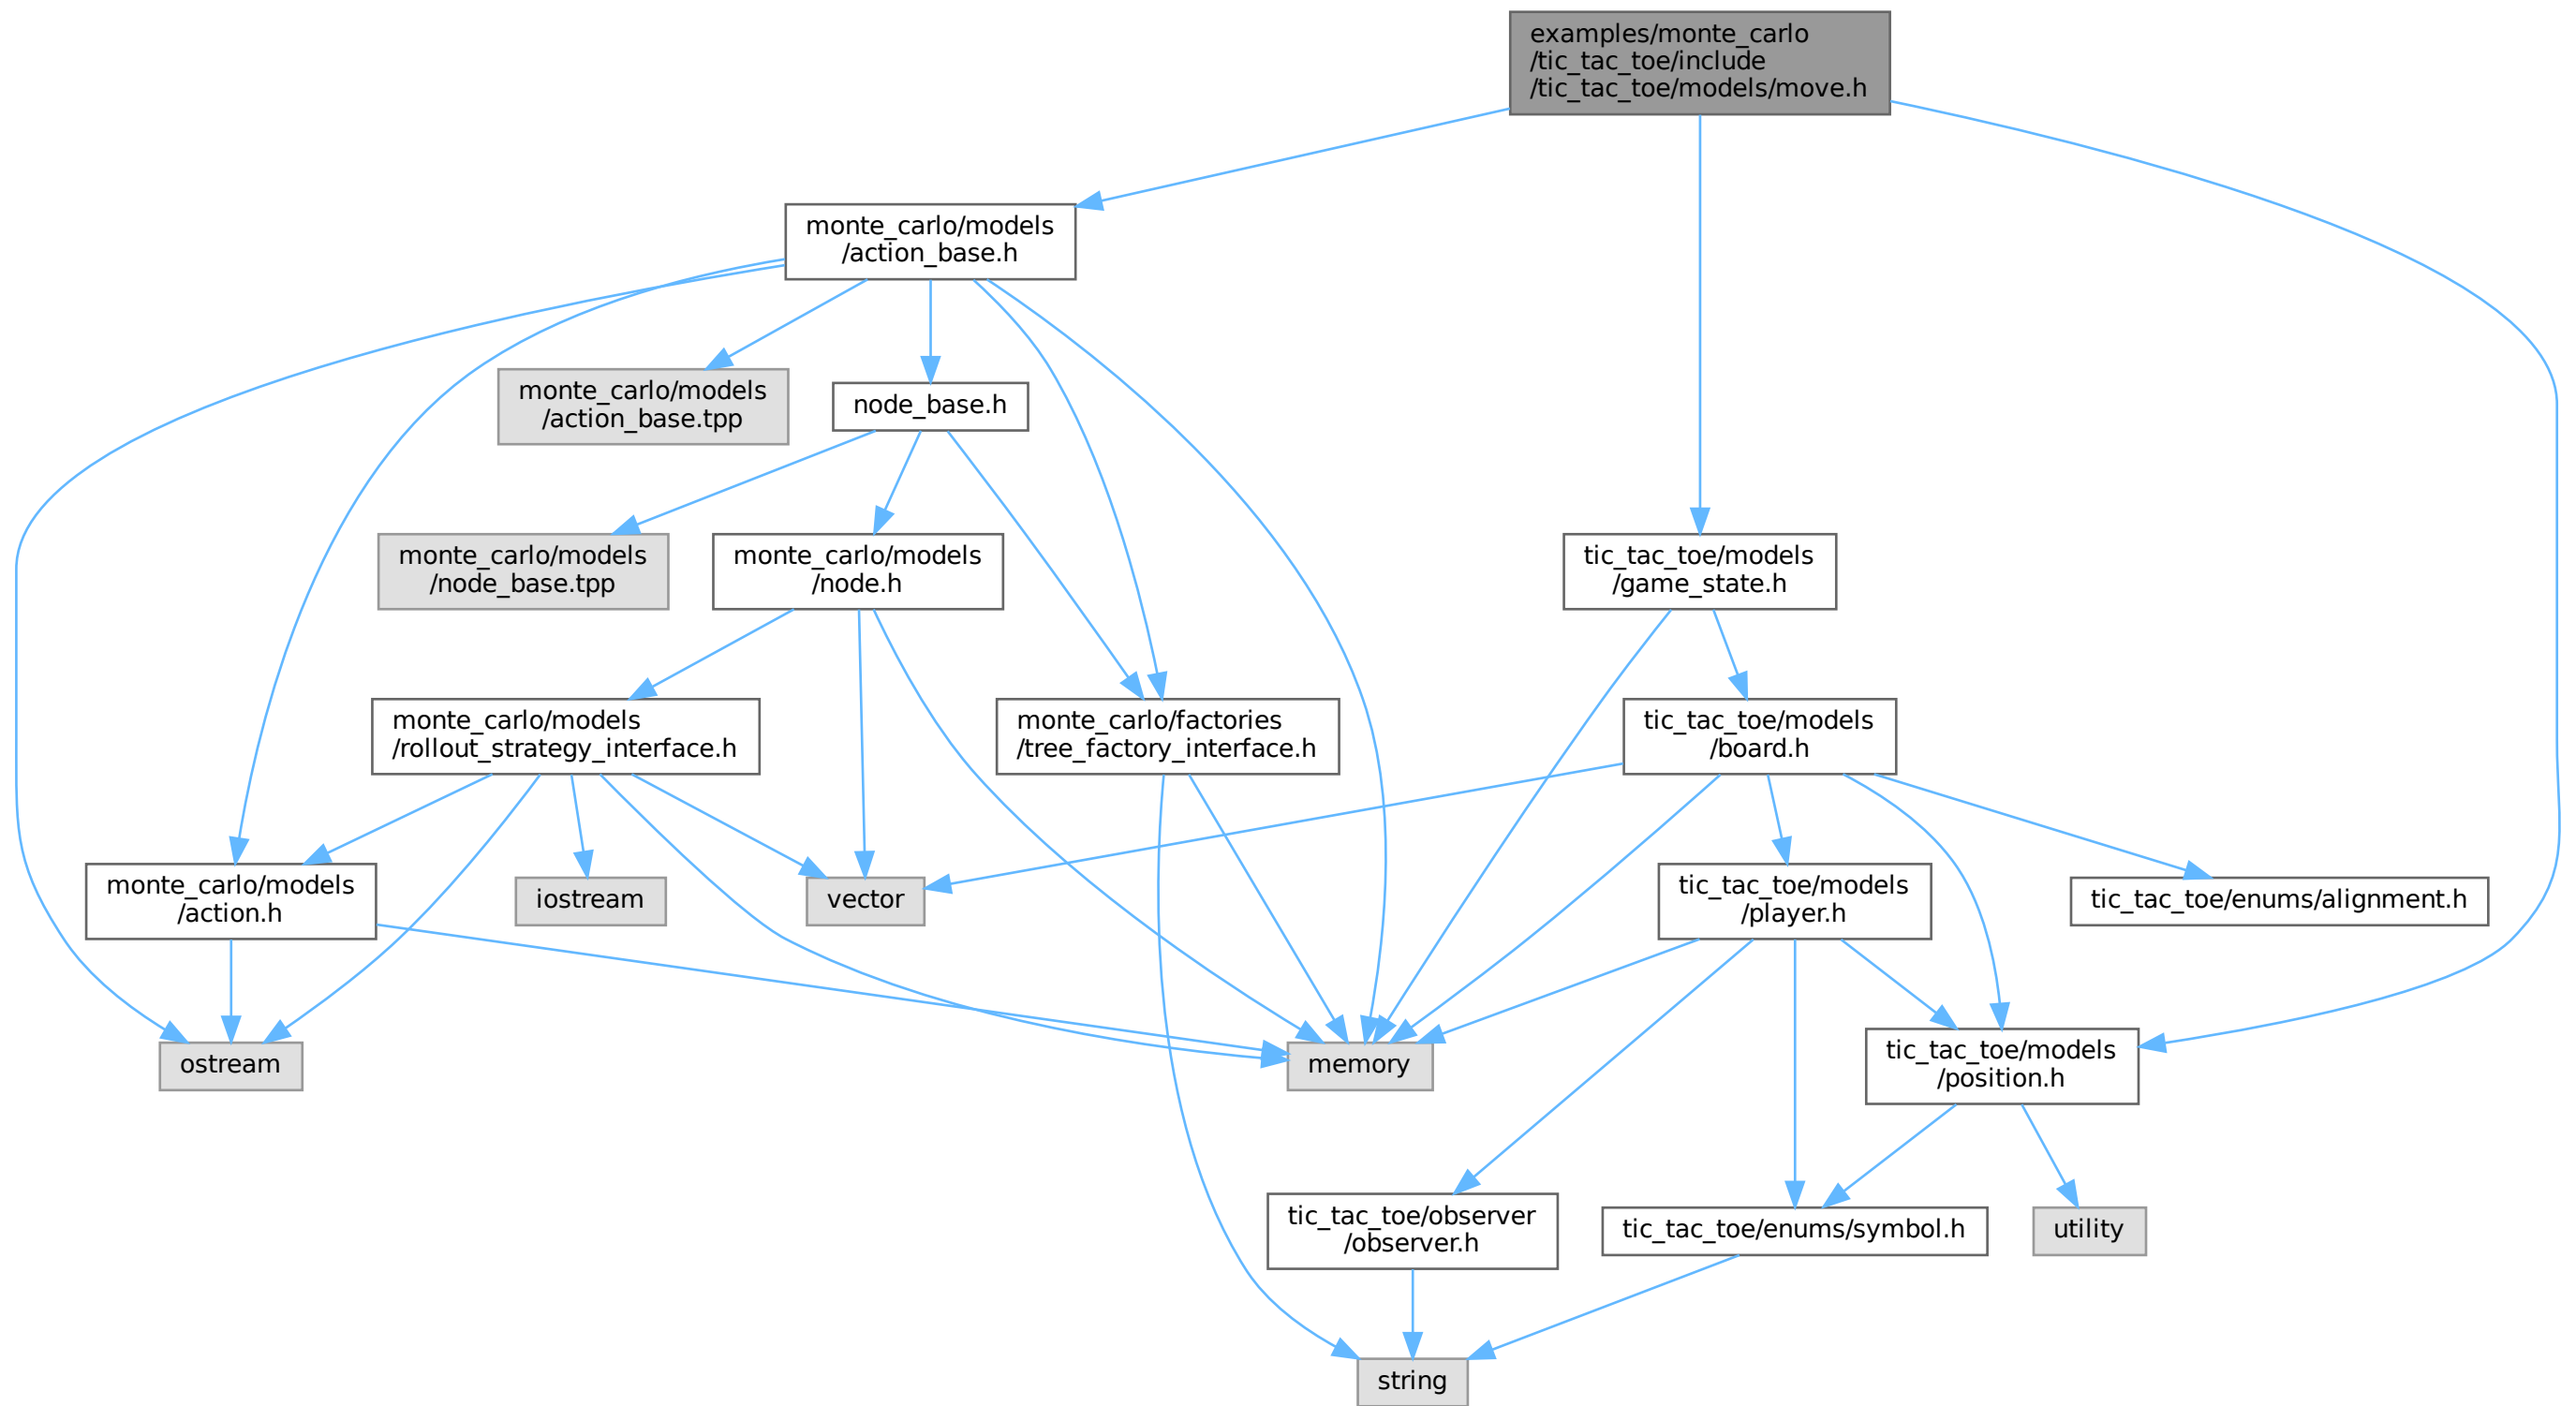 examples/monte_carlo
/tic_tac_toe/include
/tic_tac_toe/models/move.h
monte_carlo/models
/action_base.h
monte_carlo/models
/action_base.tpp
node_base.h
monte_carlo/models
/node_base.tpp
monte_carlo/models
/node.h
tic_tac_toe/models
/game_state.h
monte_carlo/models
/rollout_strategy_interface.h
monte_carlo/factories
/tree_factory_interface.h
tic_tac_toe/models
/board.h
monte_carlo/models
/action.h
iostream
vector
tic_tac_toe/models
/player.h
tic_tac_toe/enums/alignment.h
ostream
memory
tic_tac_toe/models
/position.h
tic_tac_toe/observer
/observer.h
tic_tac_toe/enums/symbol.h
utility
string